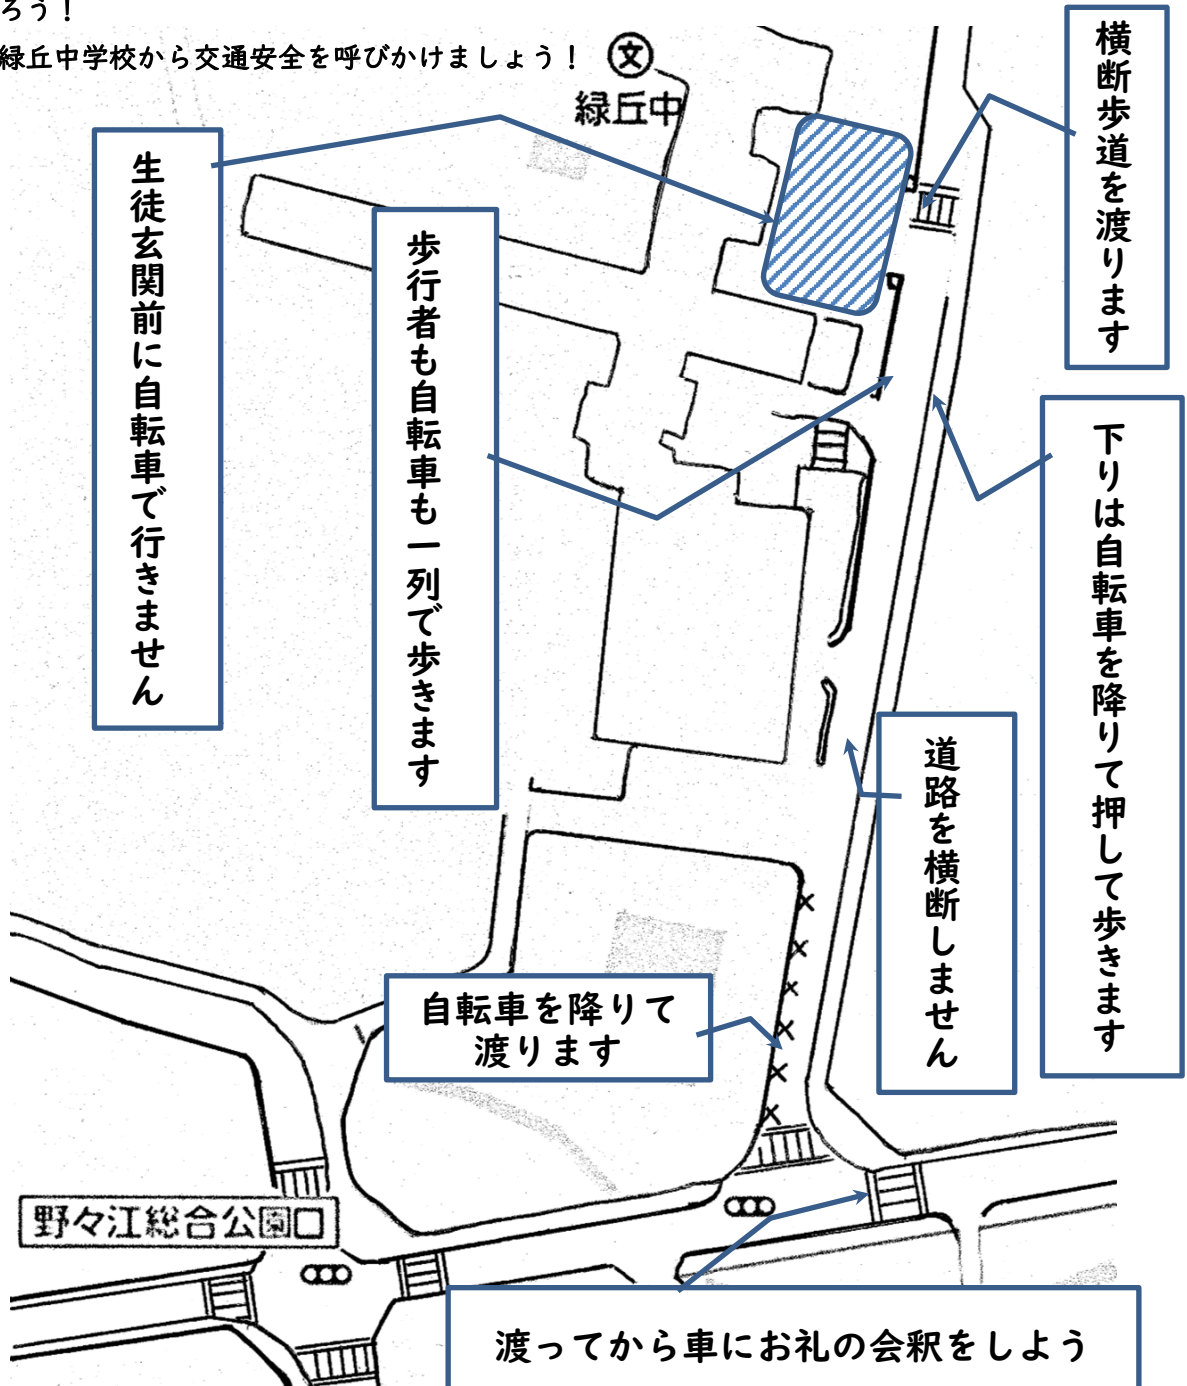 ろう！
緑丘中学校から交通安全を呼びかけましょう！
文
緑丘中
横断歩道を渡ります
生徒玄関前に自転車で行きません
歩行者も自転車も一列で歩きます
下りは自転車を降りて押して歩きます
道路を横断しません
自転車を降りて
渡ります
野々江総合公園口
渡ってから車にお礼の会釈をしよう